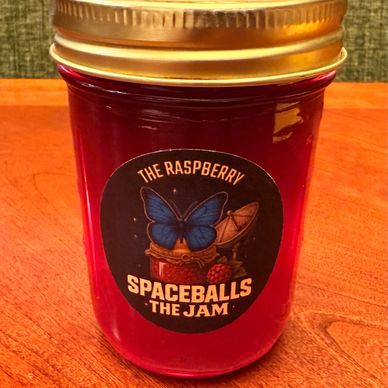 THE RASPBERRY
SPACEBALLS
THE JAM